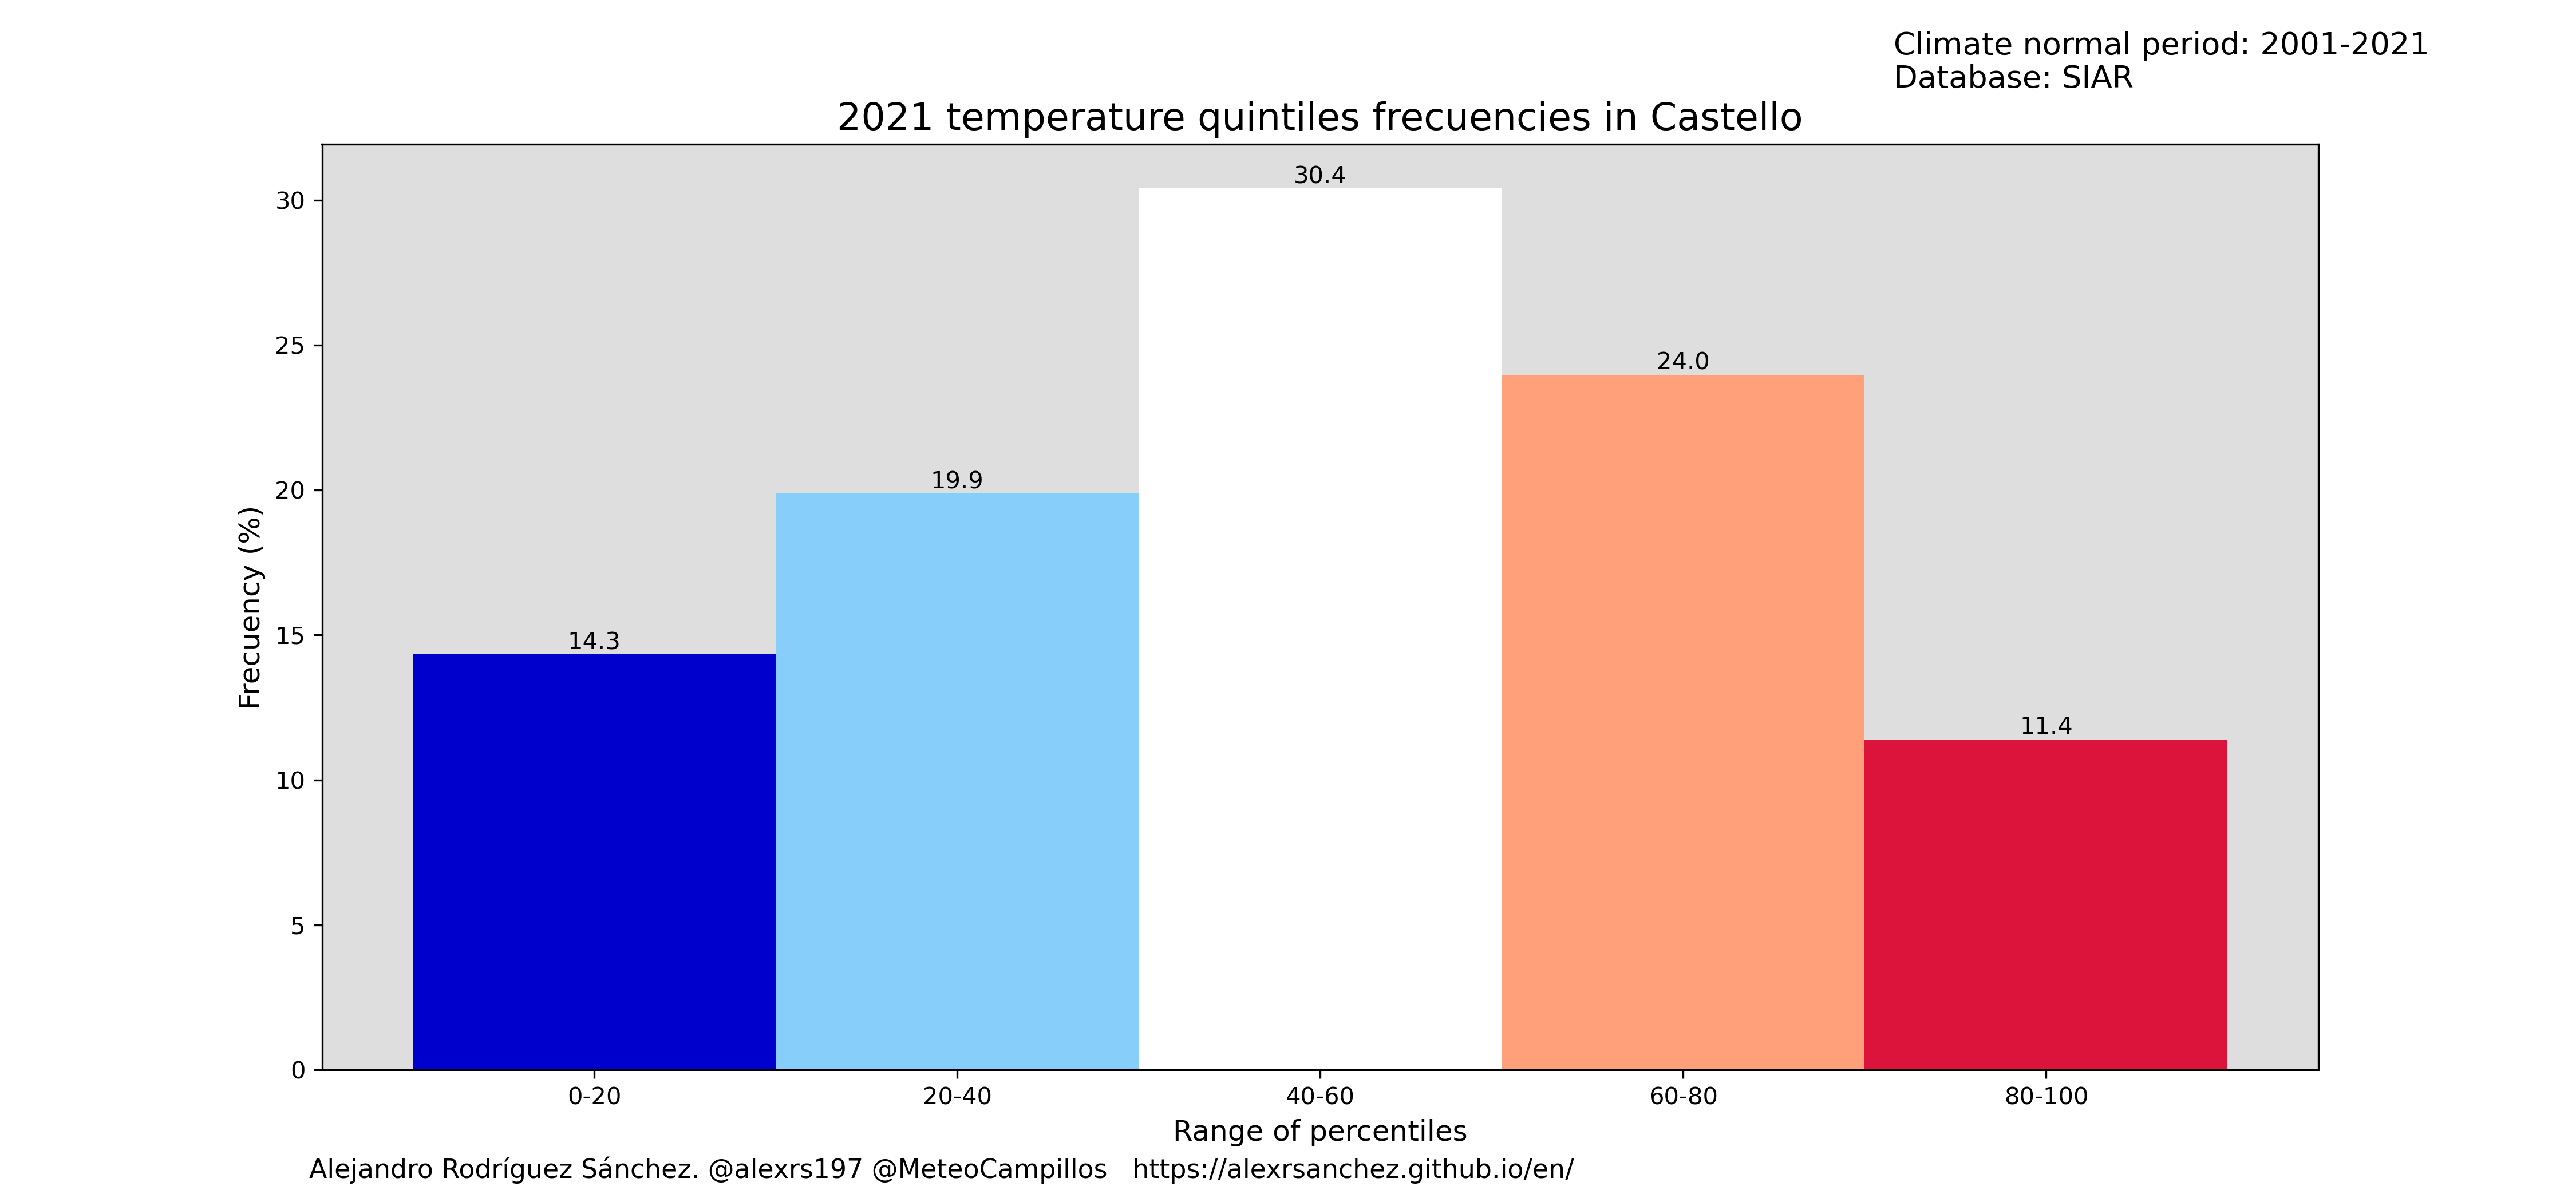 Climate normal period: 2001-2021
Database: SIAR
2021 temperature quintiles frecuencies in Castello
Frecuency (%)
30
25
20
15
10
5
0
14.3
19.9
30.4
24.0
11.4
0-20
20-40
40-60
60-80
80-100
Range of percentiles
Alejandro Rodríguez Sánchez. @alexrs197 @MeteoCampillos https://alexrsanchez.github.io/en/